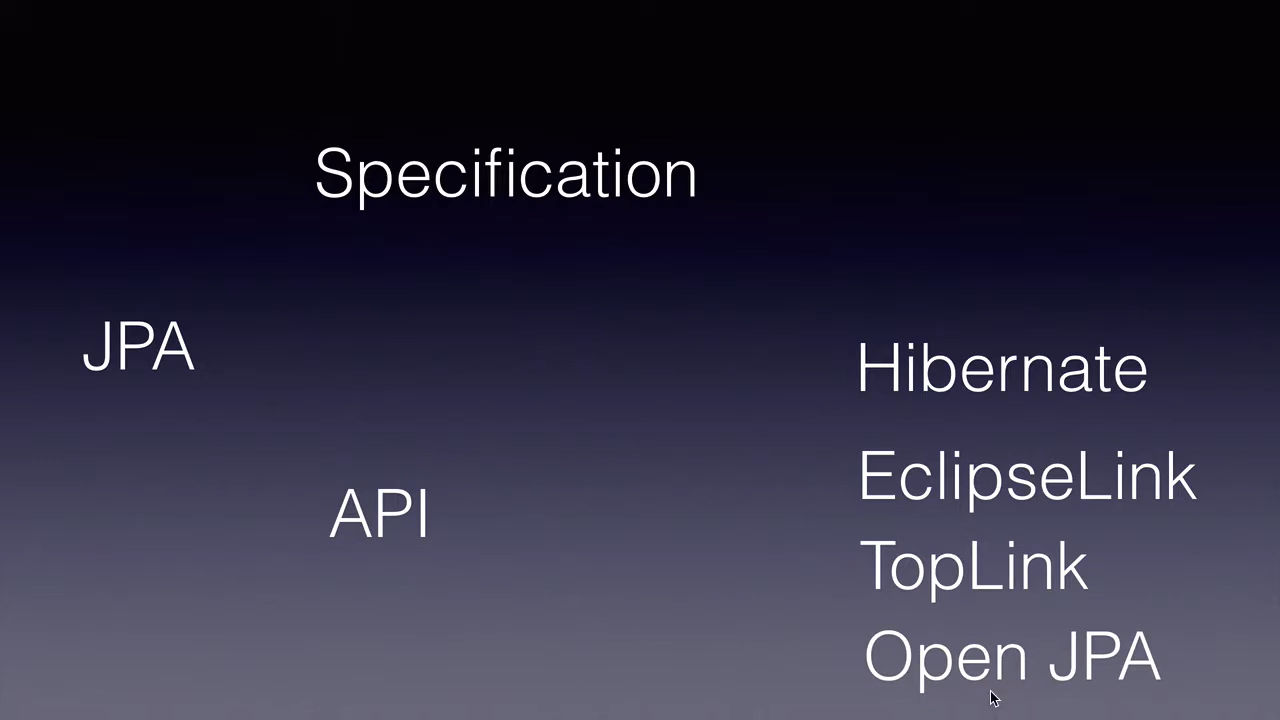 Specification
JPA
Hibernate
EclipseLink
API
TopLink
Open JPA